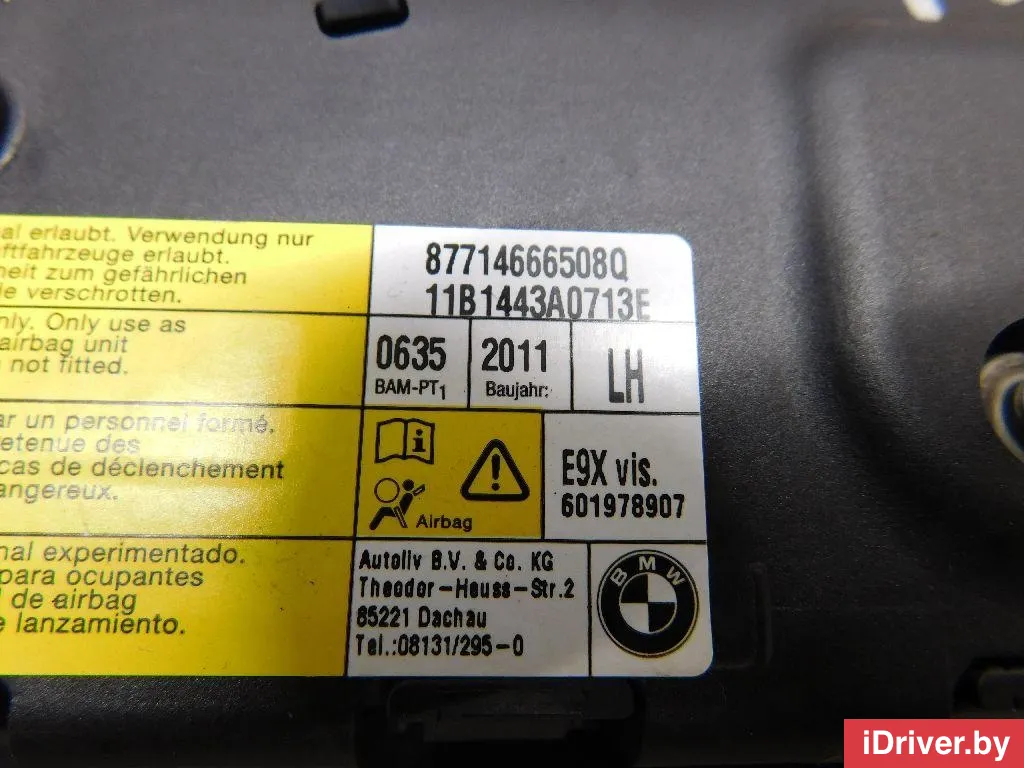 al erlaubt. Verwendung nur
ftfahrzeuge erlaubt.
heit zum gefährlichen
le verschrotten.
nly. Only use as
airbag unit
not fitted.
ar un personnel formé.
retenue des
cas de déclenchement
angereux.
nal experimentado.
para ocupantes
l de airbag
e lanzamiento.
87714666508Q
11B1443A0713E
0635
BAM-PT1
2011
Baujahr:
LH
Airbag
E9X vis.
601978907
Autoliv B.V. & Co. KG
Theodor-Heuss-Str.2
85221 Dachau
Tel.:08131/295-0
BMW
iDriver.by